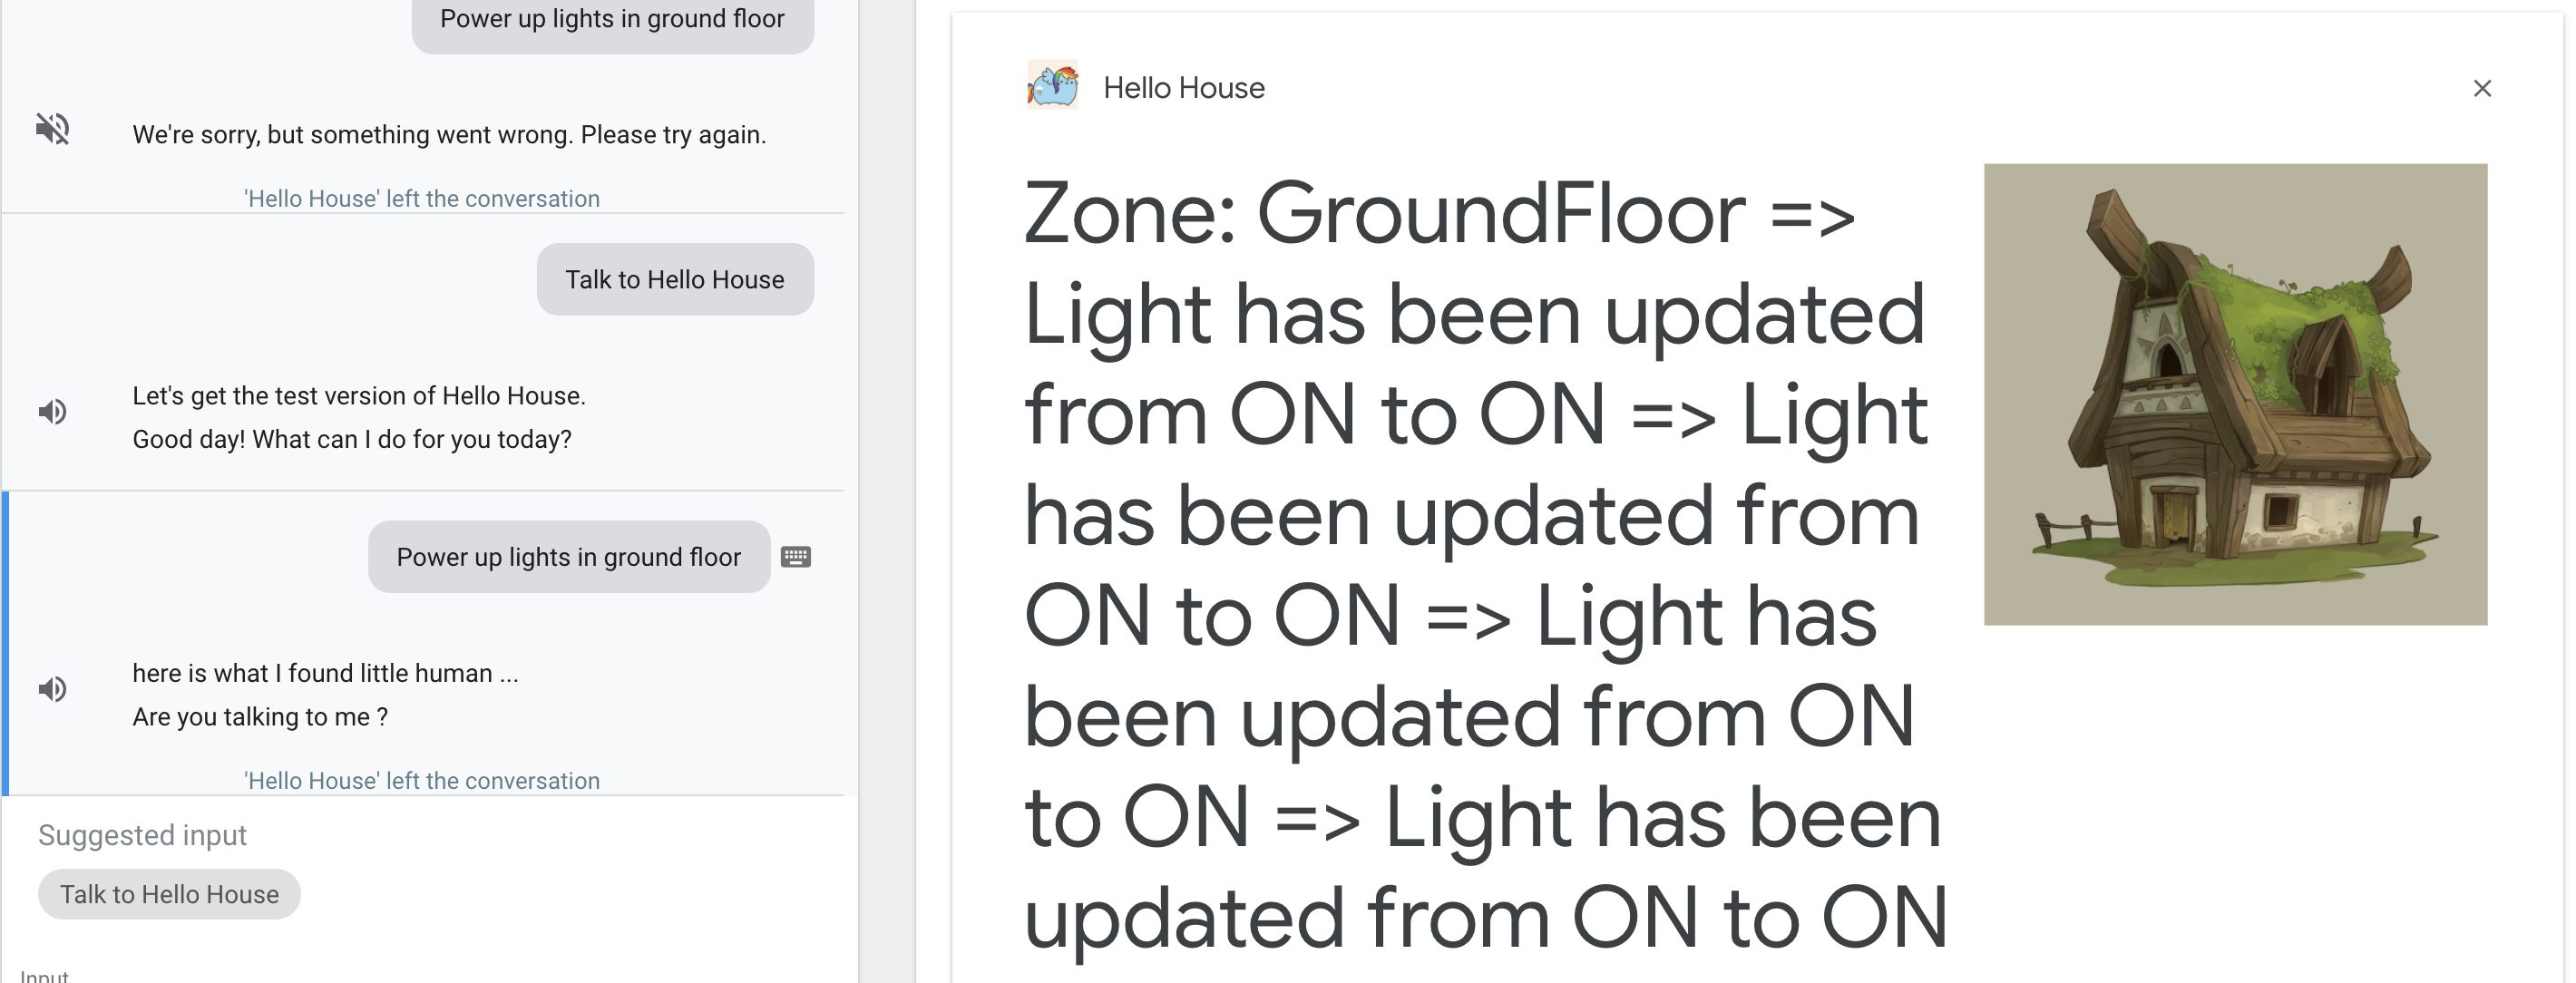 Power up lights in ground floor
We're sorry, but something went wrong. Please try again.
'Hello House' left the conversation
Talk to Hello House
Let's get the test version of Hello House.
Good day! What can I do for you today?
Power up lights in ground floor
here is what I found little human ...
Are you talking to me ?
'Hello House' left the conversation
Suggested input
Talk to Hello House
Input
Hello House
Zone: GroundFloor =>
Light has been updated
from ON to ON => Light
has been updated from
ON to ON => Light has
been updated from ON
to ON => Light has been
updated from ON to ON